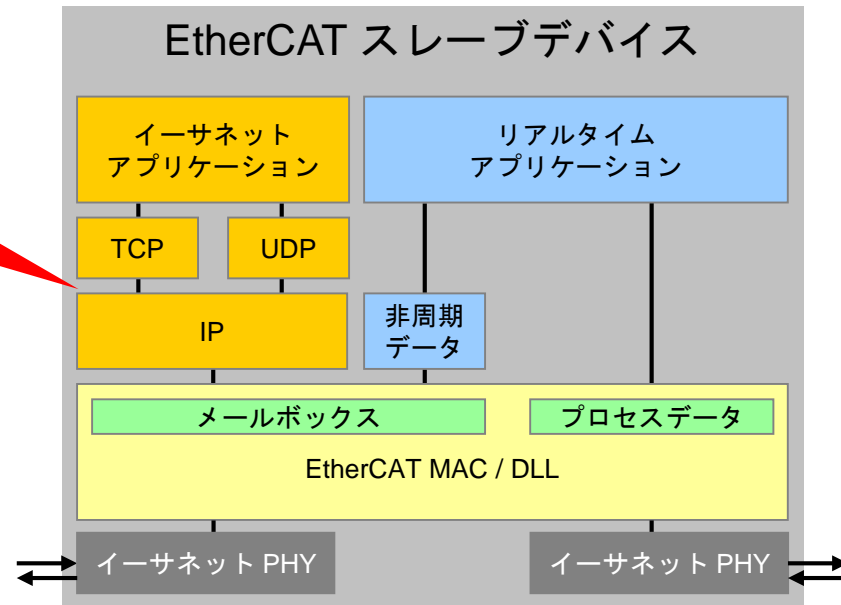 EtherCAT スレーブデバイス
イーサネット
アプリケーション
リアルタイム
アプリケーション
TCP
UDP
IP
非周期
データ
メールボックス
プロセスデータ
EtherCAT MAC / DLL
イーサネット PHY
イーサネット PHY